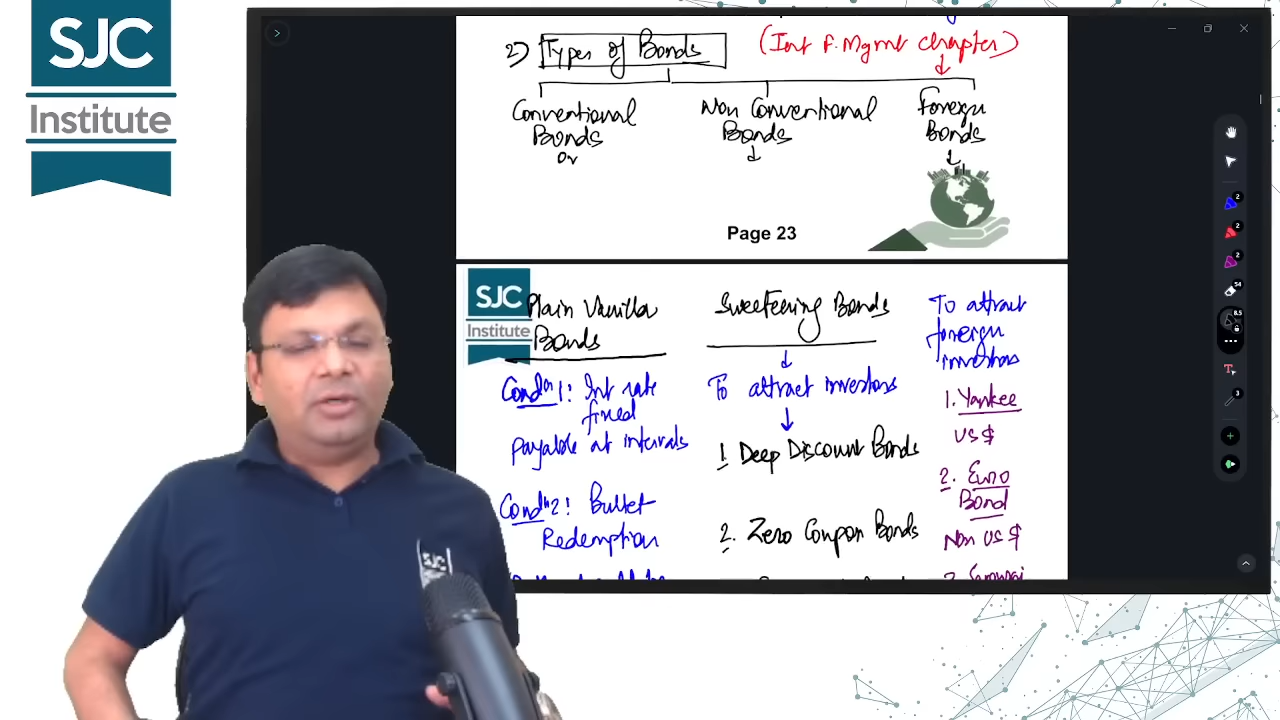 SJC
Institute
2) Types of Bonds (Int F. Mgmt Chapter)
Conventional Bonds
or
Non Conventional Bonds
Foreign Bonds
Page 23
SJC
Institute
Plain Vanilla
Bonds
Condn 1: Int rate
fixed
payable at intervals
Condn 2: Bullet
Redemption
Sweetening Bonds
To attract investors
1. Deep Discount Bonds
2. Zero Coupon Bonds
To attract
foreign
investors
1. Yankee
US $
2. Euro
Bond
Non US $
SJC